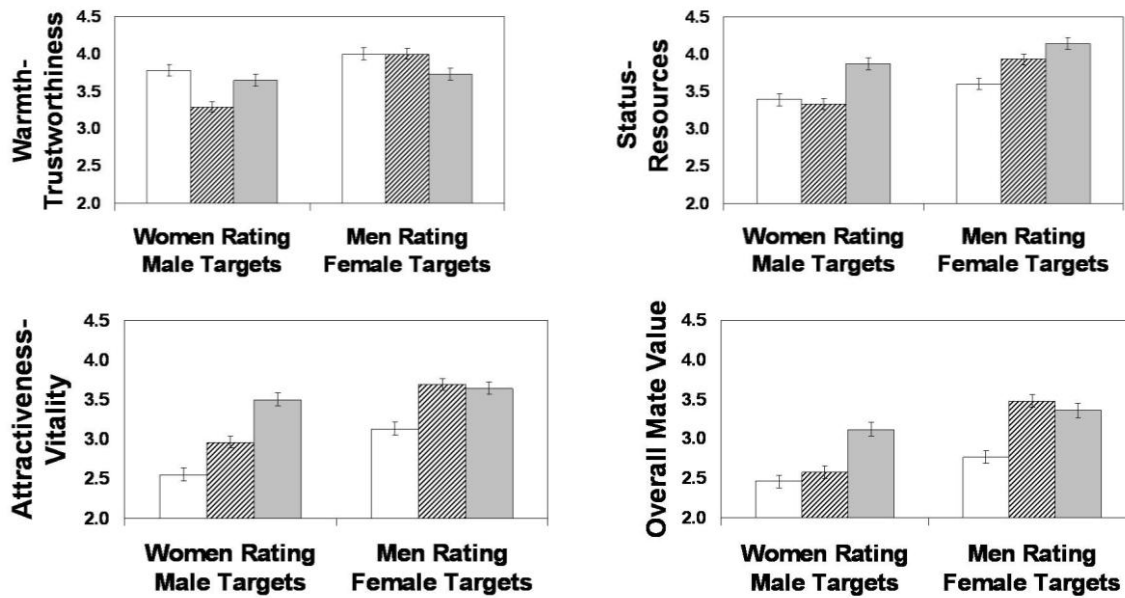 Warmth-
Trustworthiness
4.5
4.0
3.5
3.0
2.5
2.0
Women Rating
Male Targets
Men Rating
Female Targets
Status-
Resources
4.5
4.0
3.5
3.0
2.5
2.0
Women Rating
Male Targets
Men Rating
Female Targets
Attractiveness-
Vitality
4.5
4.0
3.5
3.0
2.5
2.0
Women Rating
Male Targets
Men Rating
Female Targets
Overall Mate Value
4.5
4.0
3.5
3.0
2.5
2.0
Women Rating
Male Targets
Men Rating
Female Targets